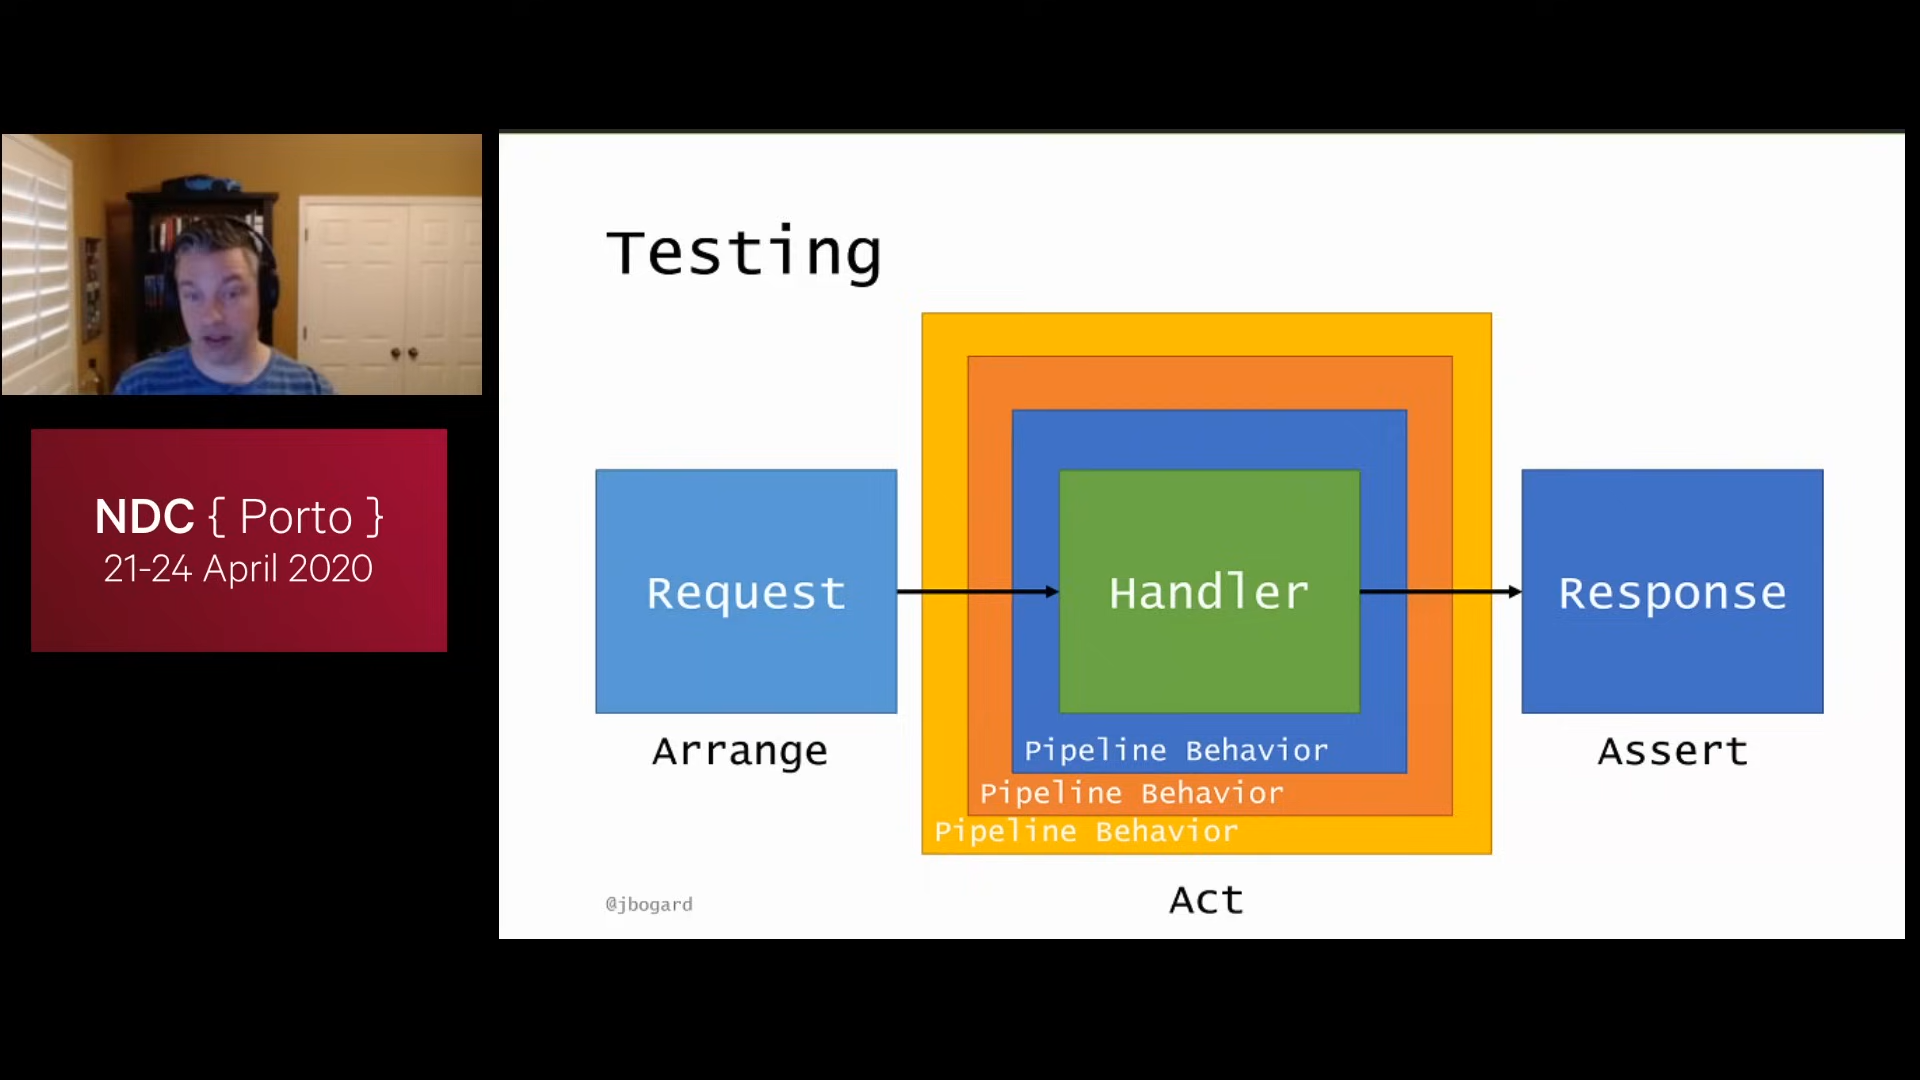 NDC { Porto }
21-24 April 2020
Testing
Request
Handler
Response
Arrange
Pipeline Behavior
Assert
Pipeline Behavior
Pipeline Behavior
Act
@jbogard